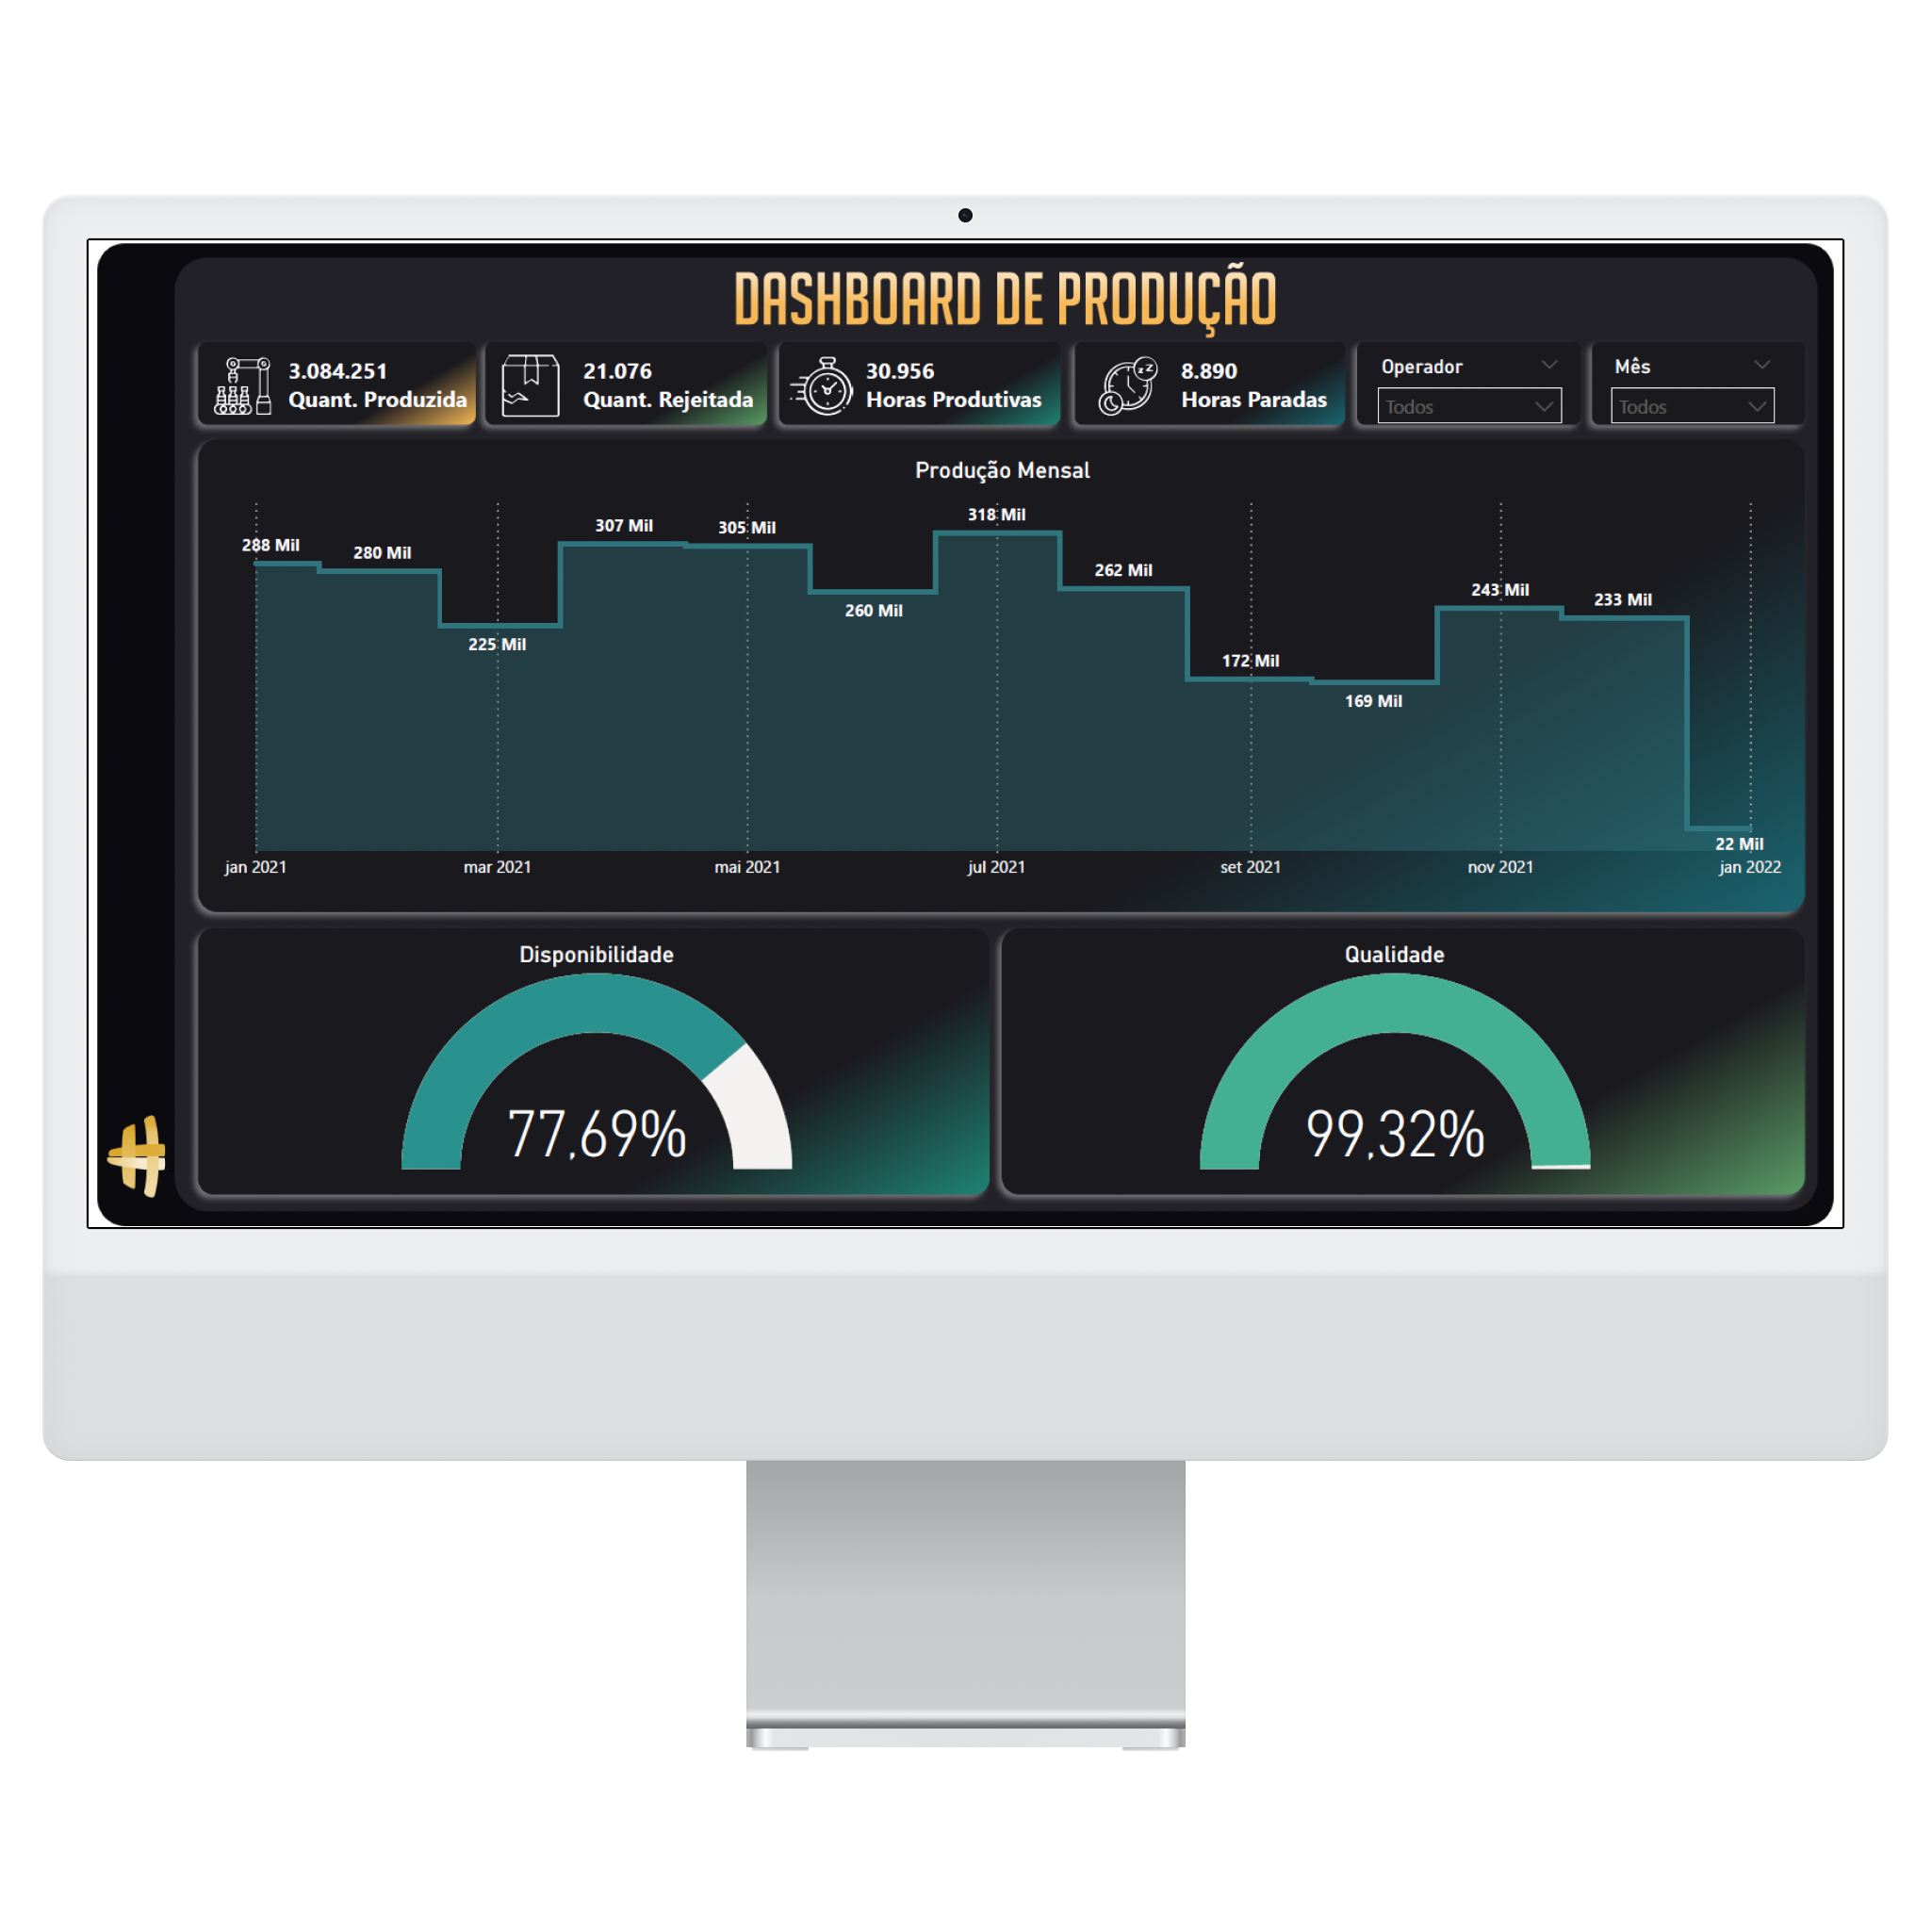 DASHBOARD DE PRODUÇÃO
3.084.251
Quant. Produzida
21.076
Quant. Rejeitada
30.956
Horas Produtivas
zZ
8.890
Horas Paradas
Operador
Todos
Mês
Todos
Produção Mensal
288 Mil
280 Mil
225 Mil
307 Mil
305 Mil
260 Mil
318 Mil
262 Mil
172 Mil
169 Mil
243 Mil
233 Mil
22 Mil
jan 2021
mar 2021
mai 2021
jul 2021
set 2021
nov 2021
jan 2022
Disponibilidade
77,69%
Qualidade
99,32%